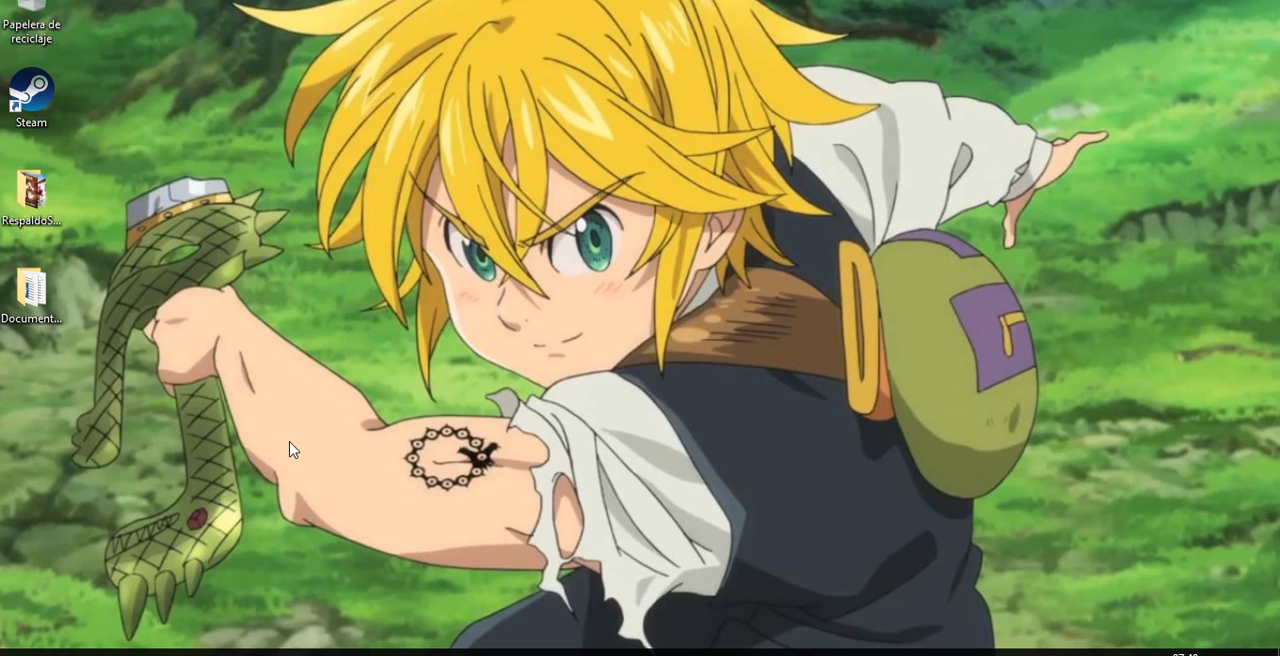 Papelera de
reciclaje
Steam
RespaldoS...
Document...